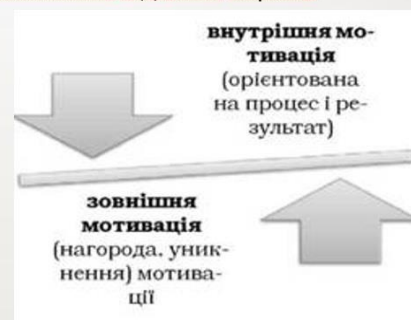 внутрішня мо-
тивація
(орієнтована
на процес і ре-
зультат)
зовнішня
мотивація
(нагорода, уник-
нення) мотива-
ції